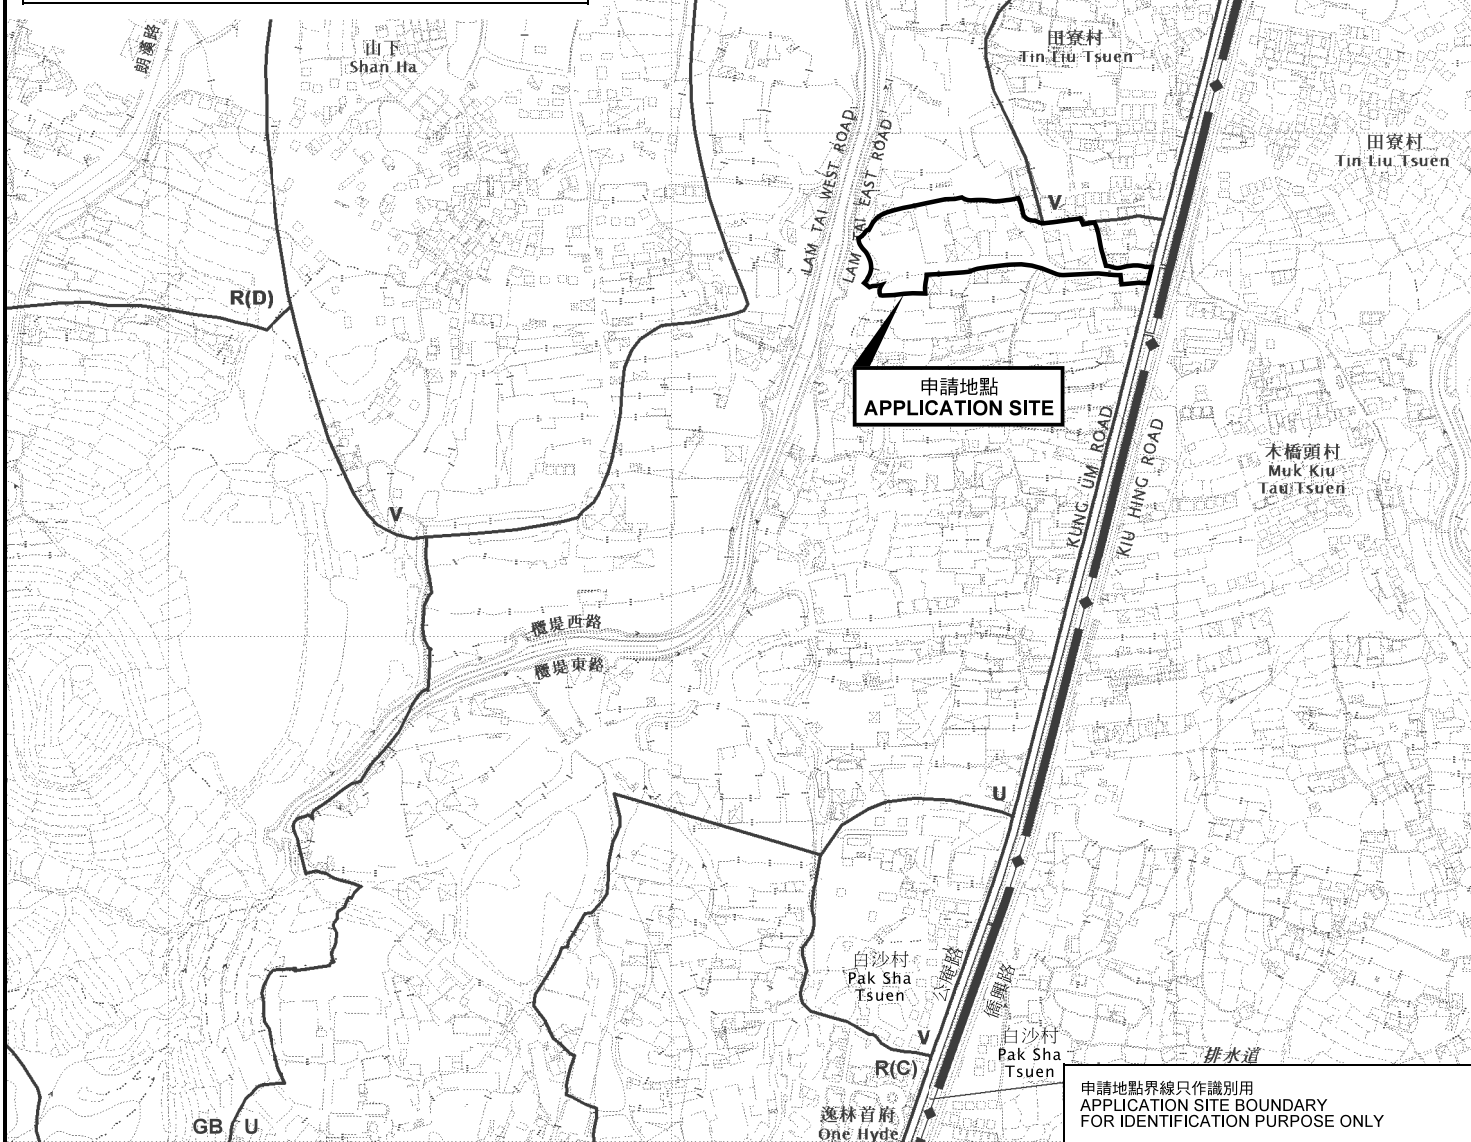 朗漢路
山下
Shan Ha
田寮村
Tin Liu Tsuen
田寮村
Tin Liu Tsuen
LAM TAI WEST ROAD
LAM TAI EAST ROAD
V
R(D)
申請地點
APPLICATION SITE
KUNG UM ROAD
KIU HING ROAD
木橋頭村
Muk Kiu
Tau Tsuen
V
欖堤西路
欖堤東路
U
白沙村
Pak Sha
Tsuen
公庵路
僑興路
V
R(C)
白沙村
Pak Sha
Tsuen
排水道
逸林首府
One Hyde
GB
U
申請地點界線只作識別用
APPLICATION SITE BOUNDARY
FOR IDENTIFICATION PURPOSE ONLY